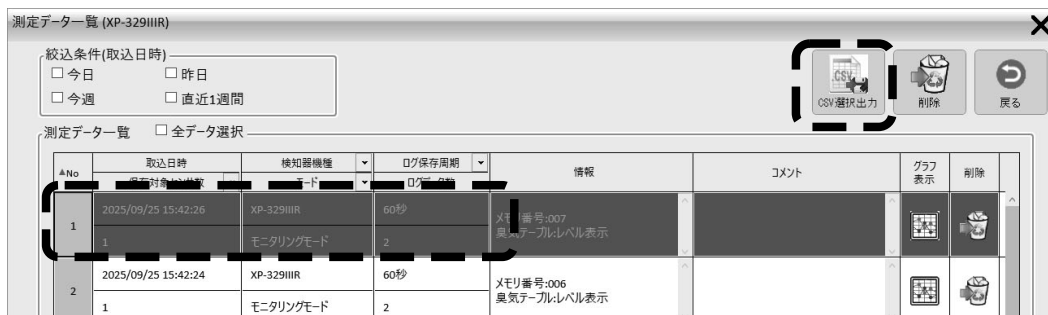 測定データ一覧 (XP-329IIIR)
絞込条件(取込日時)
今日 昨日
今週 直近1週間
CSV選択出力 削除 戻る
測定データ一覧 全データ選択
▲No 取込日時 検知器機種 ログ保存周期 情報 コメント グラフ表示 削除
保存対象センサ数 モード ログデータ数
1 2025/09/25 15:42:26 XP-329IIIR 60秒 メモリ番号:007
1 モニタリングモード 2 臭気テーブル:レベル表示
2 2025/09/25 15:42:24 XP-329IIIR 60秒 メモリ番号:006
1 モニタリングモード 2 臭気テーブル:レベル表示